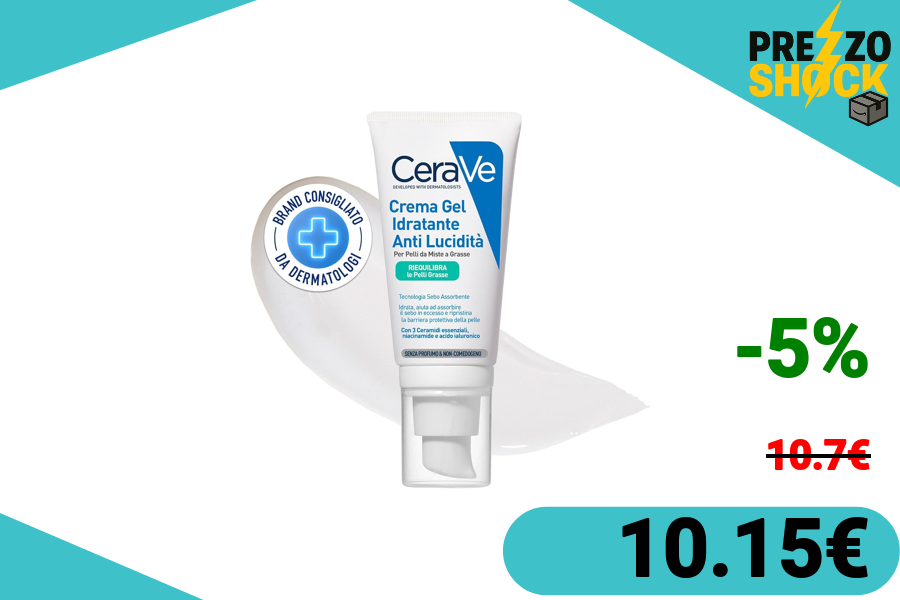 PREZZO
SHOCK
BRAND CONSIGLIATO
DA DERMATOLOGI
CeraVe
DEVELOPED WITH DERMATOLOGISTS
Crema Gel
Idratante
Anti Lucidità
Per Pelli da Miste a Grasse
RIEQUILIBRA
le Pelli Grasse
Tecnologia Sebo Assorbente
Idrata, aiuta ad assorbire
il sebo in eccesso e ripristina
la barriera protettiva della pelle
Con 3 Ceramidi essenziali,
niacinamide e acido ialuronico
SENZA PROFUMO & NON-COMEDOGENO
-5%
10.7€
10.15€